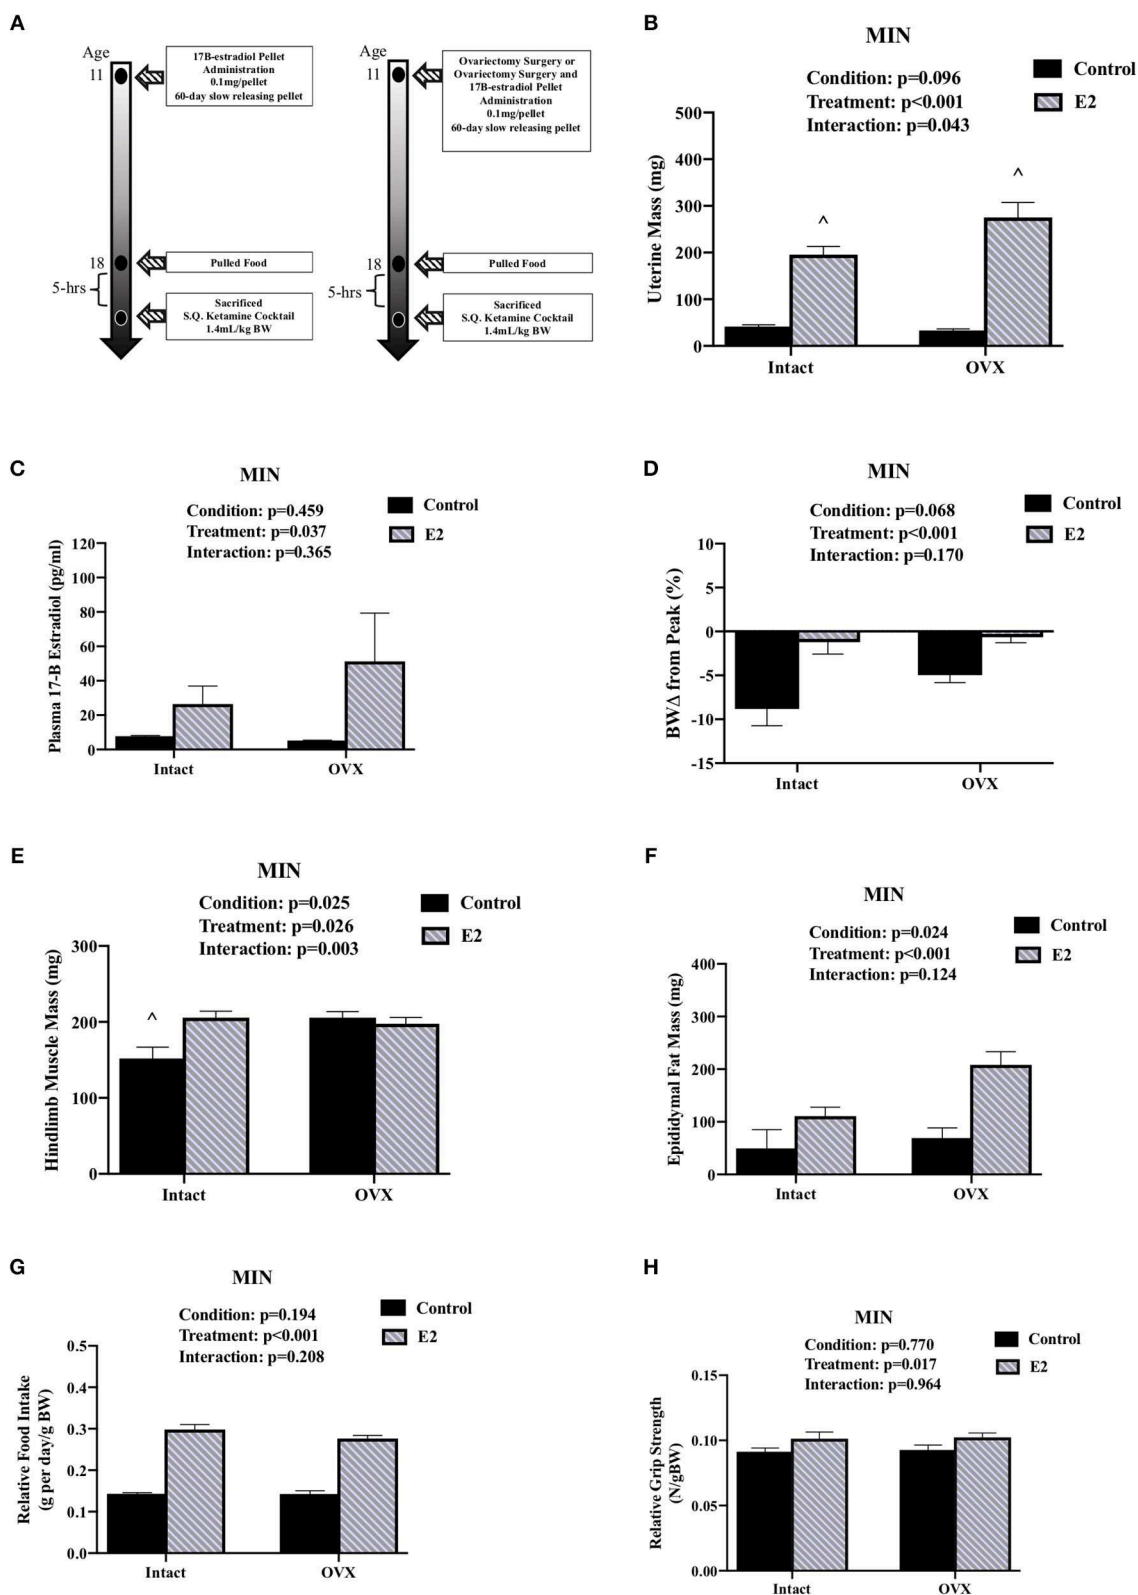 A
Age
11
17B-estradiol Pellet
Administration
0.1mg/pellet
60-day slow releasing pellet
18
Pulled Food
5-hrs
Sacrificed
S.Q. Ketamine Cocktail
1.4mL/kg BW
Age
11
Ovariectomy Surgery or
Ovariectomy Surgery and
17B-estradiol Pellet
Administration
0.1mg/pellet
60-day slow releasing pellet
18
Pulled Food
5-hrs
Sacrificed
S.Q. Ketamine Cocktail
1.4mL/kg BW
B
MIN
Condition: p=0.096
Treatment: p<0.001
Interaction: p=0.043
Control
E2
Uterine Mass (mg)
500
400
300
200
100
0
^
^
Intact
OVX
C
MIN
Condition: p=0.459
Treatment: p=0.037
Interaction: p=0.365
Control
E2
Plasma 17-B Estradiol (pg/ml)
120
100
80
60
40
20
0
Intact
OVX
D
MIN
Condition: p=0.068
Treatment: p<0.001
Interaction: p=0.170
Control
E2
BWΔ from Peak (%)
10
5
0
-5
-10
-15
Intact
OVX
E
MIN
Condition: p=0.025
Treatment: p=0.026
Interaction: p=0.003
Control
E2
Hindlimb Muscle Mass (mg)
300
200
100
0
^
Intact
OVX
F
MIN
Condition: p=0.024
Treatment: p<0.001
Interaction: p=0.124
Control
E2
Epididymal Fat Mass (mg)
400
300
200
100
0
Intact
OVX
G
MIN
Condition: p=0.194
Treatment: p<0.001
Interaction: p=0.208
Control
E2
Relative Food Intake
(g per day/g BW)
0.5
0.4
0.3
0.2
0.1
0.0
Intact
OVX
H
MIN
Condition: p=0.770
Treatment: p=0.017
Interaction: p=0.964
Control
E2
Relative Grip Strength
(N/gBW)
0.15
0.10
0.05
0.00
Intact
OVX